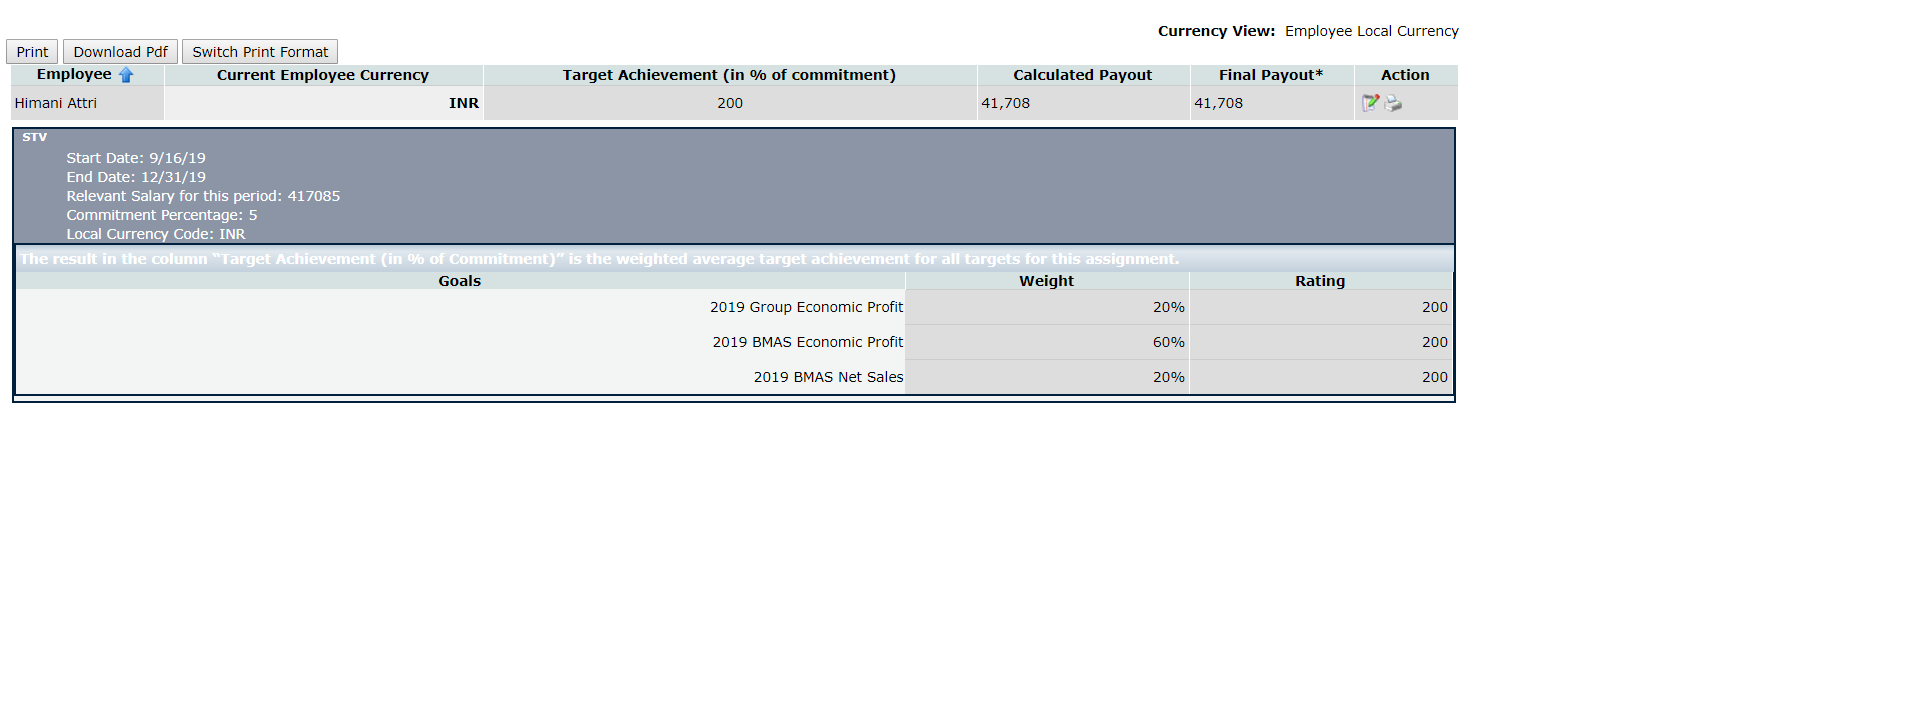 Currency View: Employee Local Currency
Print Download Pdf Switch Print Format
Employee Current Employee Currency Target Achievement (in % of commitment) Calculated Payout Final Payout* Action
Himani Attri INR 200 41,708 41,708
STV
Start Date: 9/16/19
End Date: 12/31/19
Relevant Salary for this period: 417085
Commitment Percentage: 5
Local Currency Code: INR
The result in the column “Target Achievement (in % of Commitment)” is the weighted average target achievement for all targets for this assignment.
Goals Weight Rating
2019 Group Economic Profit 20% 200
2019 BMAS Economic Profit 60% 200
2019 BMAS Net Sales 20% 200